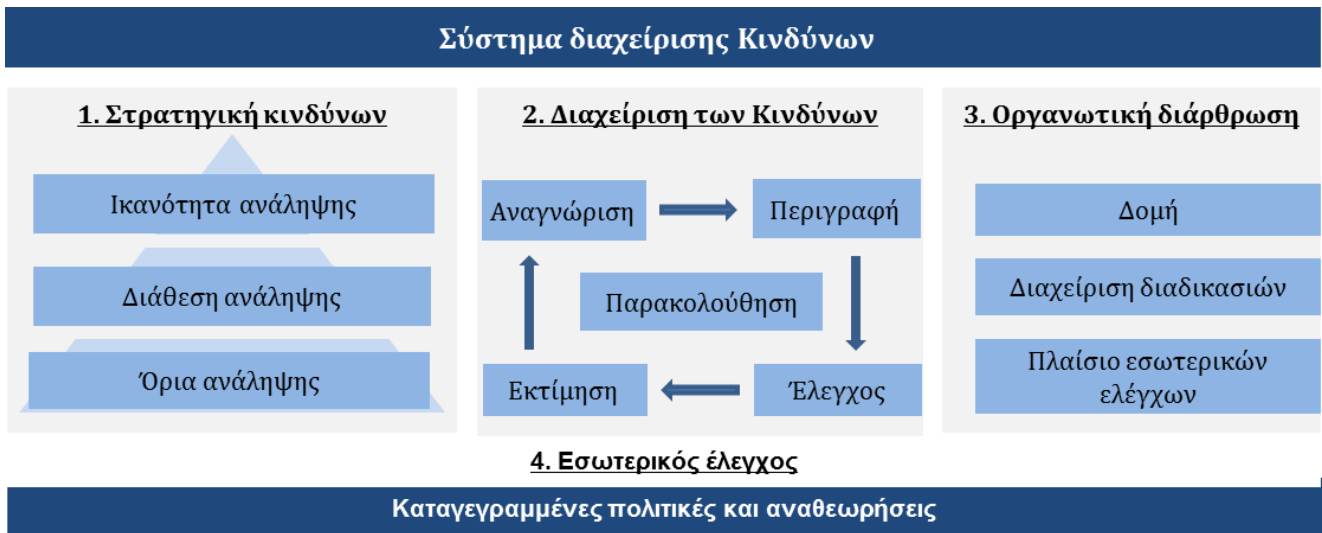 Σύστημα διαχείρισης Κινδύνων
1. Στρατηγική κινδύνων
Ικανότητα ανάληψης
Διάθεση ανάληψης
Όρια ανάληψης
2. Διαχείριση των Κινδύνων
Αναγνώριση
Περιγραφή
Παρακολούθηση
Εκτίμηση
Έλεγχος
3. Οργανωτική διάρθρωση
Δομή
Διαχείριση διαδικασιών
Πλαίσιο εσωτερικών
ελέγχων
4. Εσωτερικός έλεγχος
Καταγεγραμμένες πολιτικές και αναθεωρήσεις